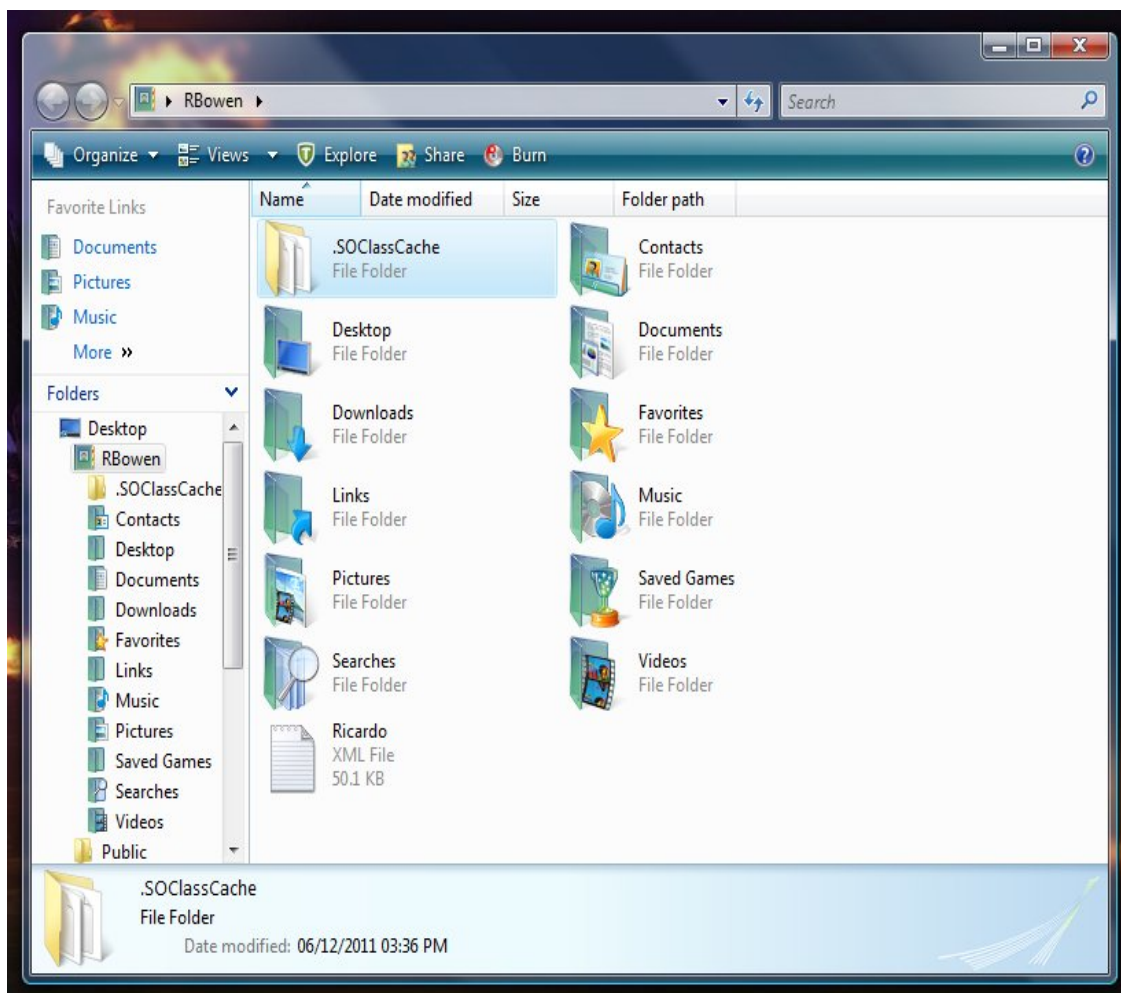 RBowen
Search
Organize Views Explore Share Burn
Favorite Links
Documents
Pictures
Music
More »
Folders
Desktop
RBowen
.SOClassCache
Contacts
Desktop
Documents
Downloads
Favorites
Links
Music
Pictures
Saved Games
Searches
Videos
Public
Name Date modified Size Folder path
.SOClassCache
File Folder
Contacts
File Folder
Desktop
File Folder
Documents
File Folder
Downloads
File Folder
Favorites
File Folder
Links
File Folder
Music
File Folder
Pictures
File Folder
Saved Games
File Folder
Searches
File Folder
Videos
File Folder
Ricardo
XML File
50.1 KB
.SOClassCache
File Folder
Date modified: 06/12/2011 03:36 PM